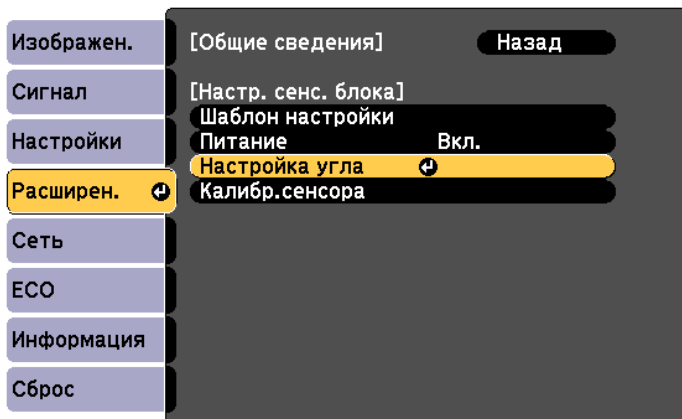 Изображен.
Сигнал
Настройки
Расширен.
Сеть
ECO
Информация
Сброс
[Общие сведения] Назад
[Настр. сенс. блока]
Шаблон настройки
Питание Вкл.
Настройка угла
Калибр.сенсора